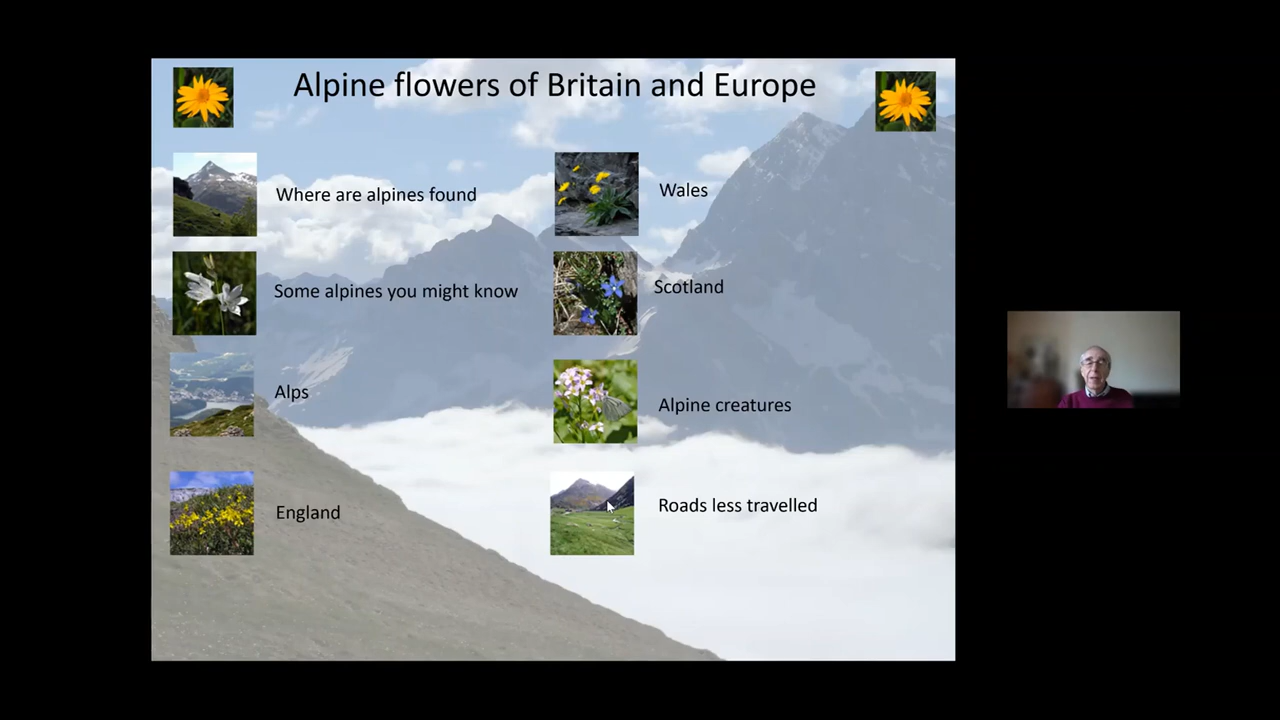 Alpine flowers of Britain and Europe
Where are alpines found
Some alpines you might know
Alps
England
Wales
Scotland
Alpine creatures
Roads less travelled